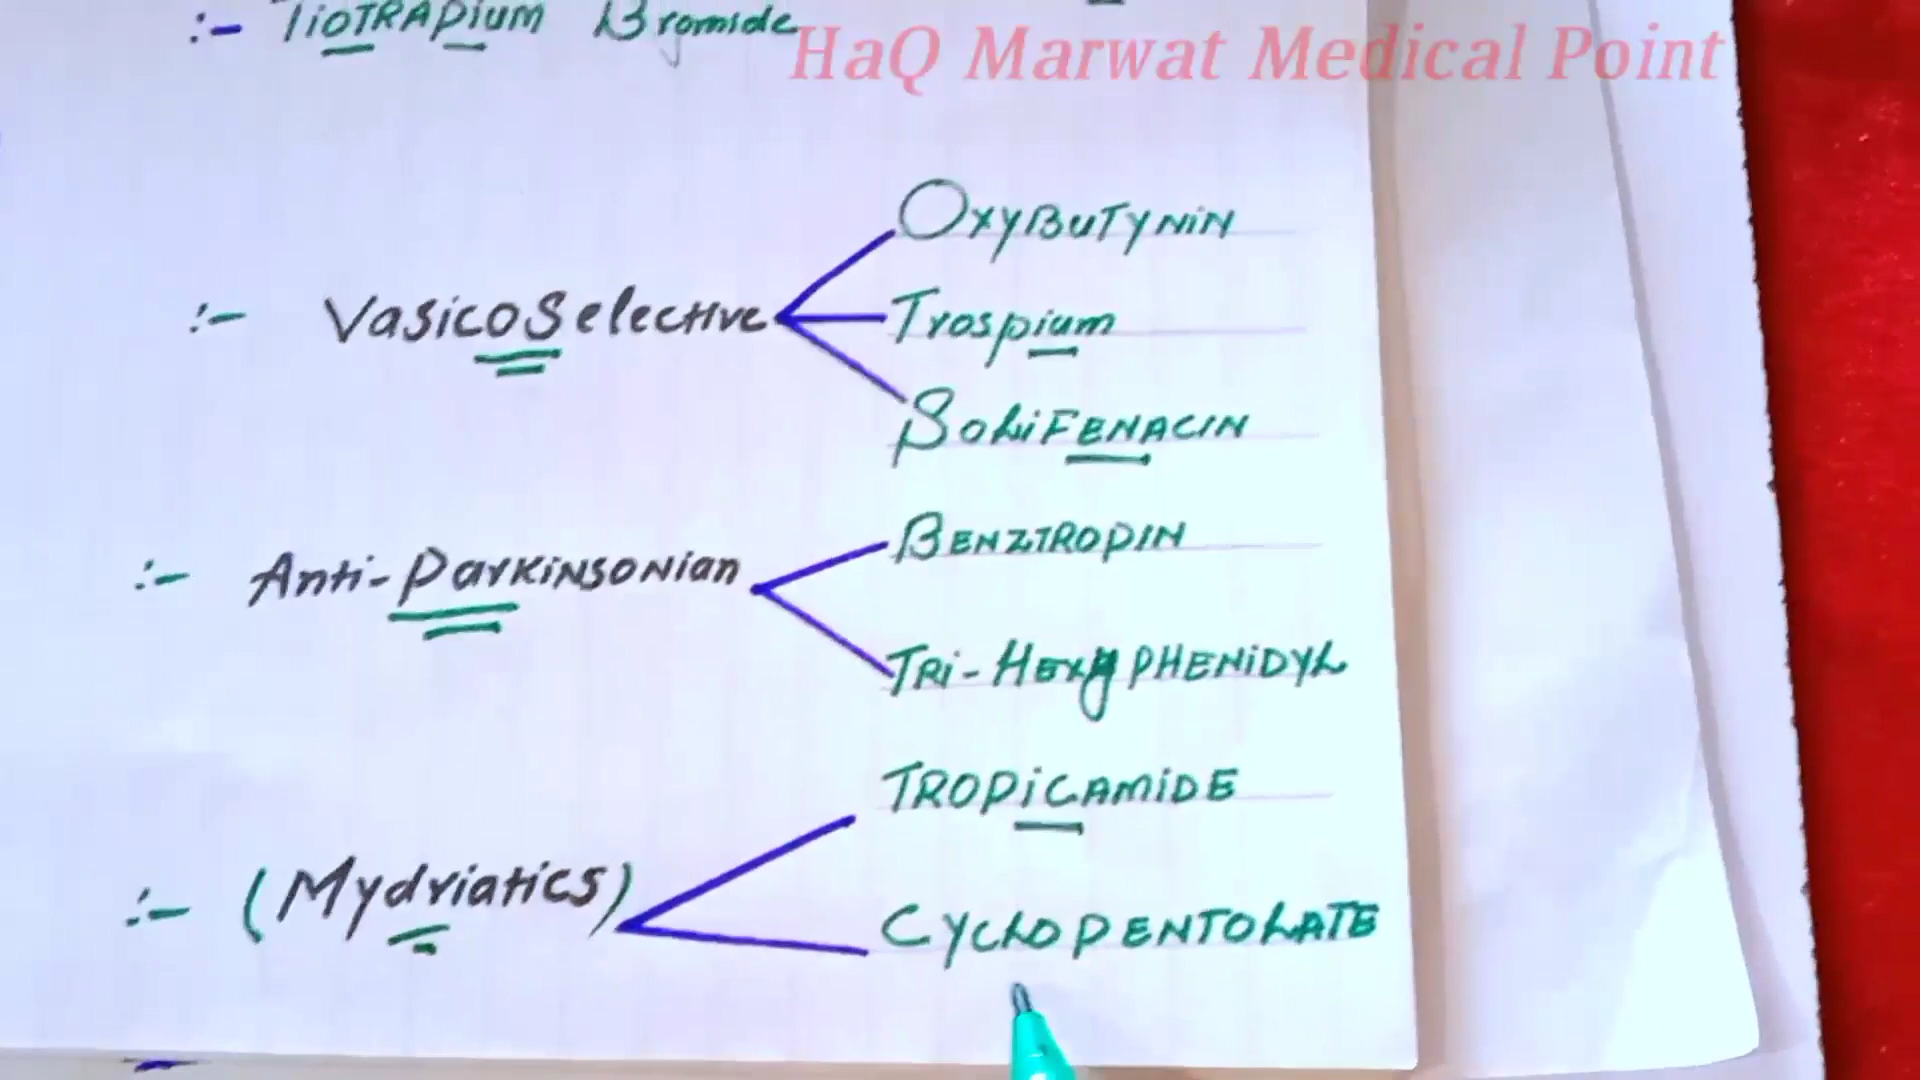 :- TioTRAPium Bromide
HaQ Marwat Medical Point
OxyBuTyNiN
:- VasicoSelective
Trospium
SoLiFENACIN
BENZTROPIN
:- Anti-Parkinsonian
TRi-HExyPHENiDYL
TROPiCAMiDE
:- (Mydriatics)
CYCLOPENTOLATE